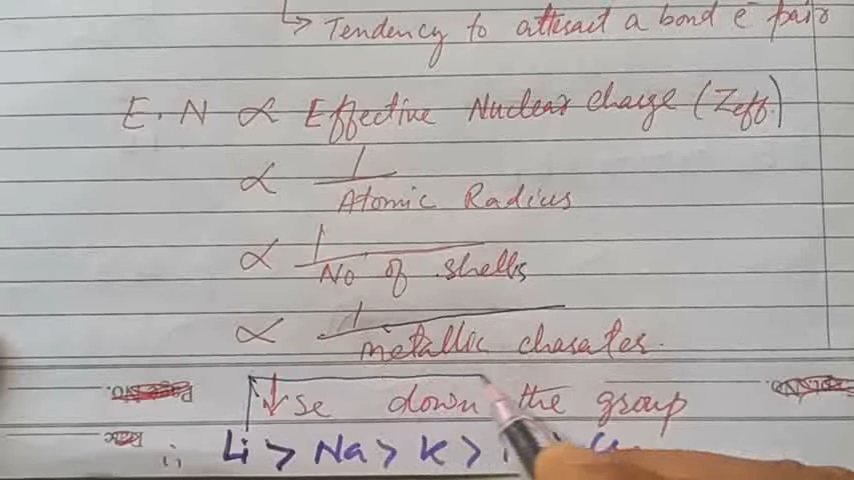 ↳ Tendency to attract a bond e⁻ pair
E.N ∝ Effective Nuclear charge (Zeff.)
∝ 1 / Atomic Radius
∝ 1 / No of shells
∝ 1 / metallic charater.
↓se down the group
Li > Na > K >